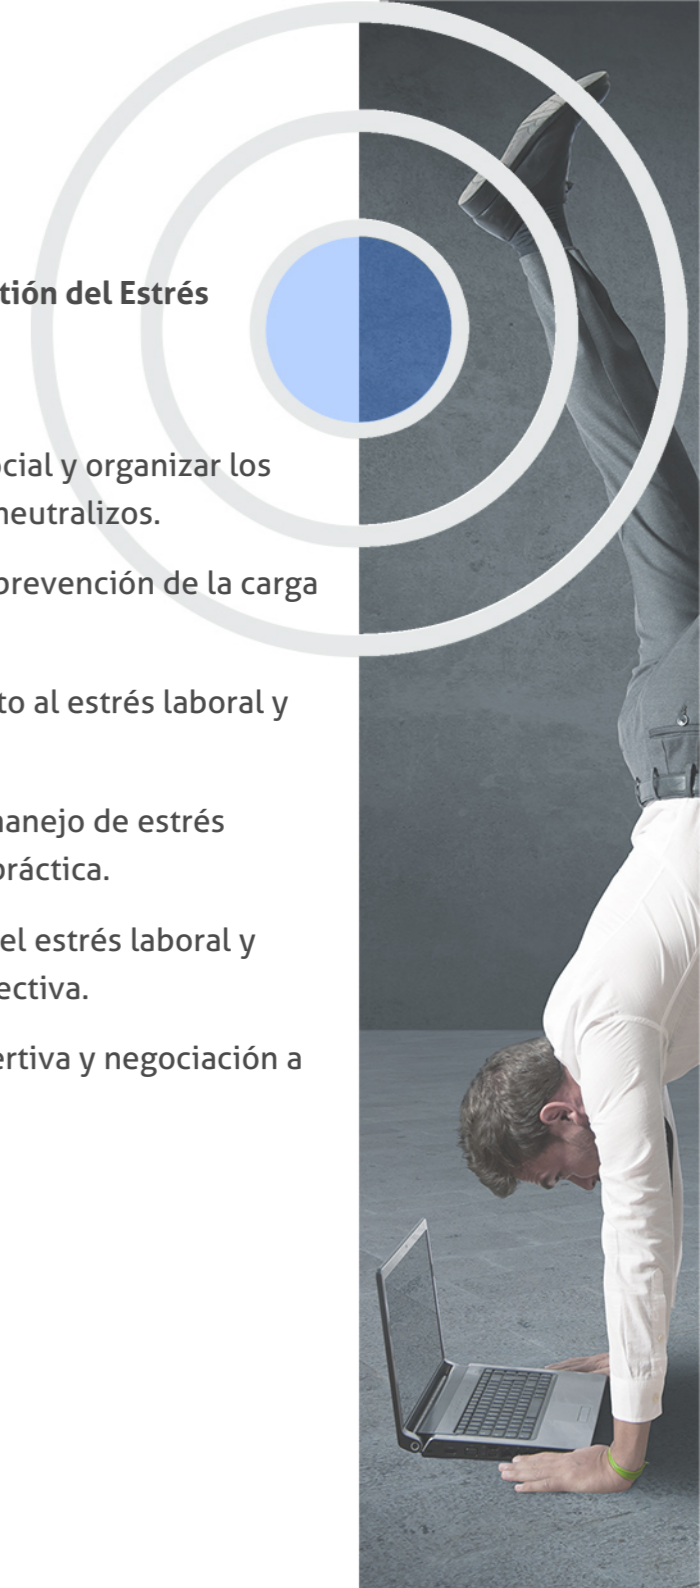 tión del Estrés
ocial y organizar los
neutralizos.
prevención de la carga
to al estrés laboral y
manejo de estrés
práctica.
el estrés laboral y
ectiva.
ertiva y negociación a